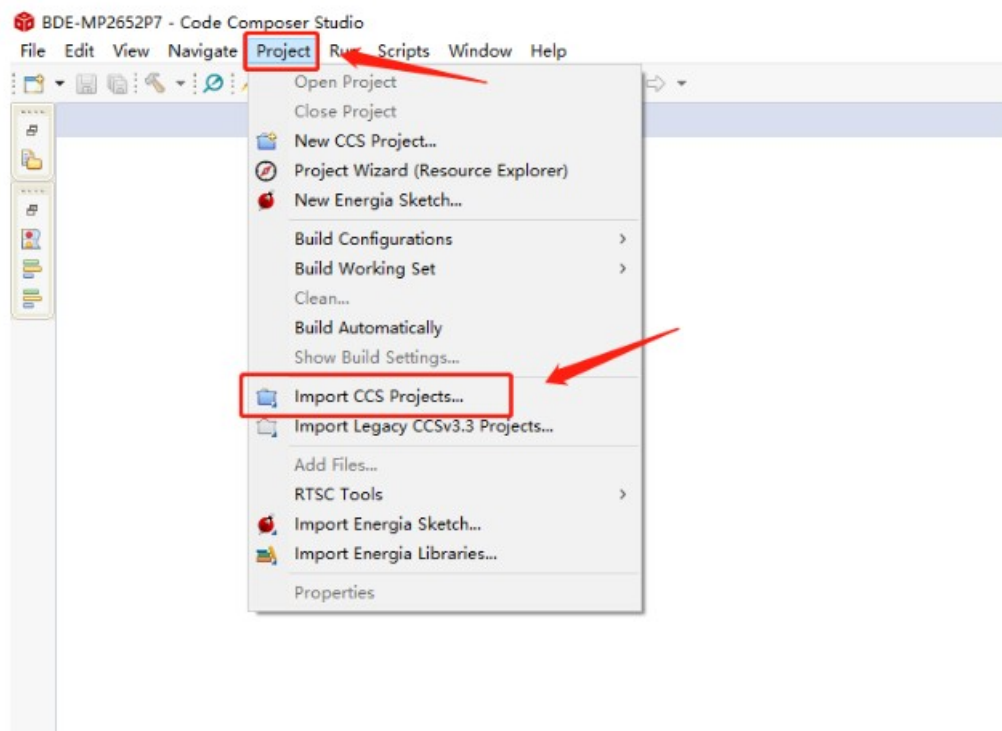 BDE-MP2652P7 - Code Composer Studio
File Edit View Navigate Project Run Scripts Window Help
Open Project
Close Project
New CCS Project...
Project Wizard (Resource Explorer)
New Energia Sketch...
Build Configurations
Build Working Set
Clean...
Build Automatically
Show Build Settings...
Import CCS Projects...
Import Legacy CCSv3.3 Projects...
Add Files...
RTSC Tools
Import Energia Sketch...
Import Energia Libraries...
Properties